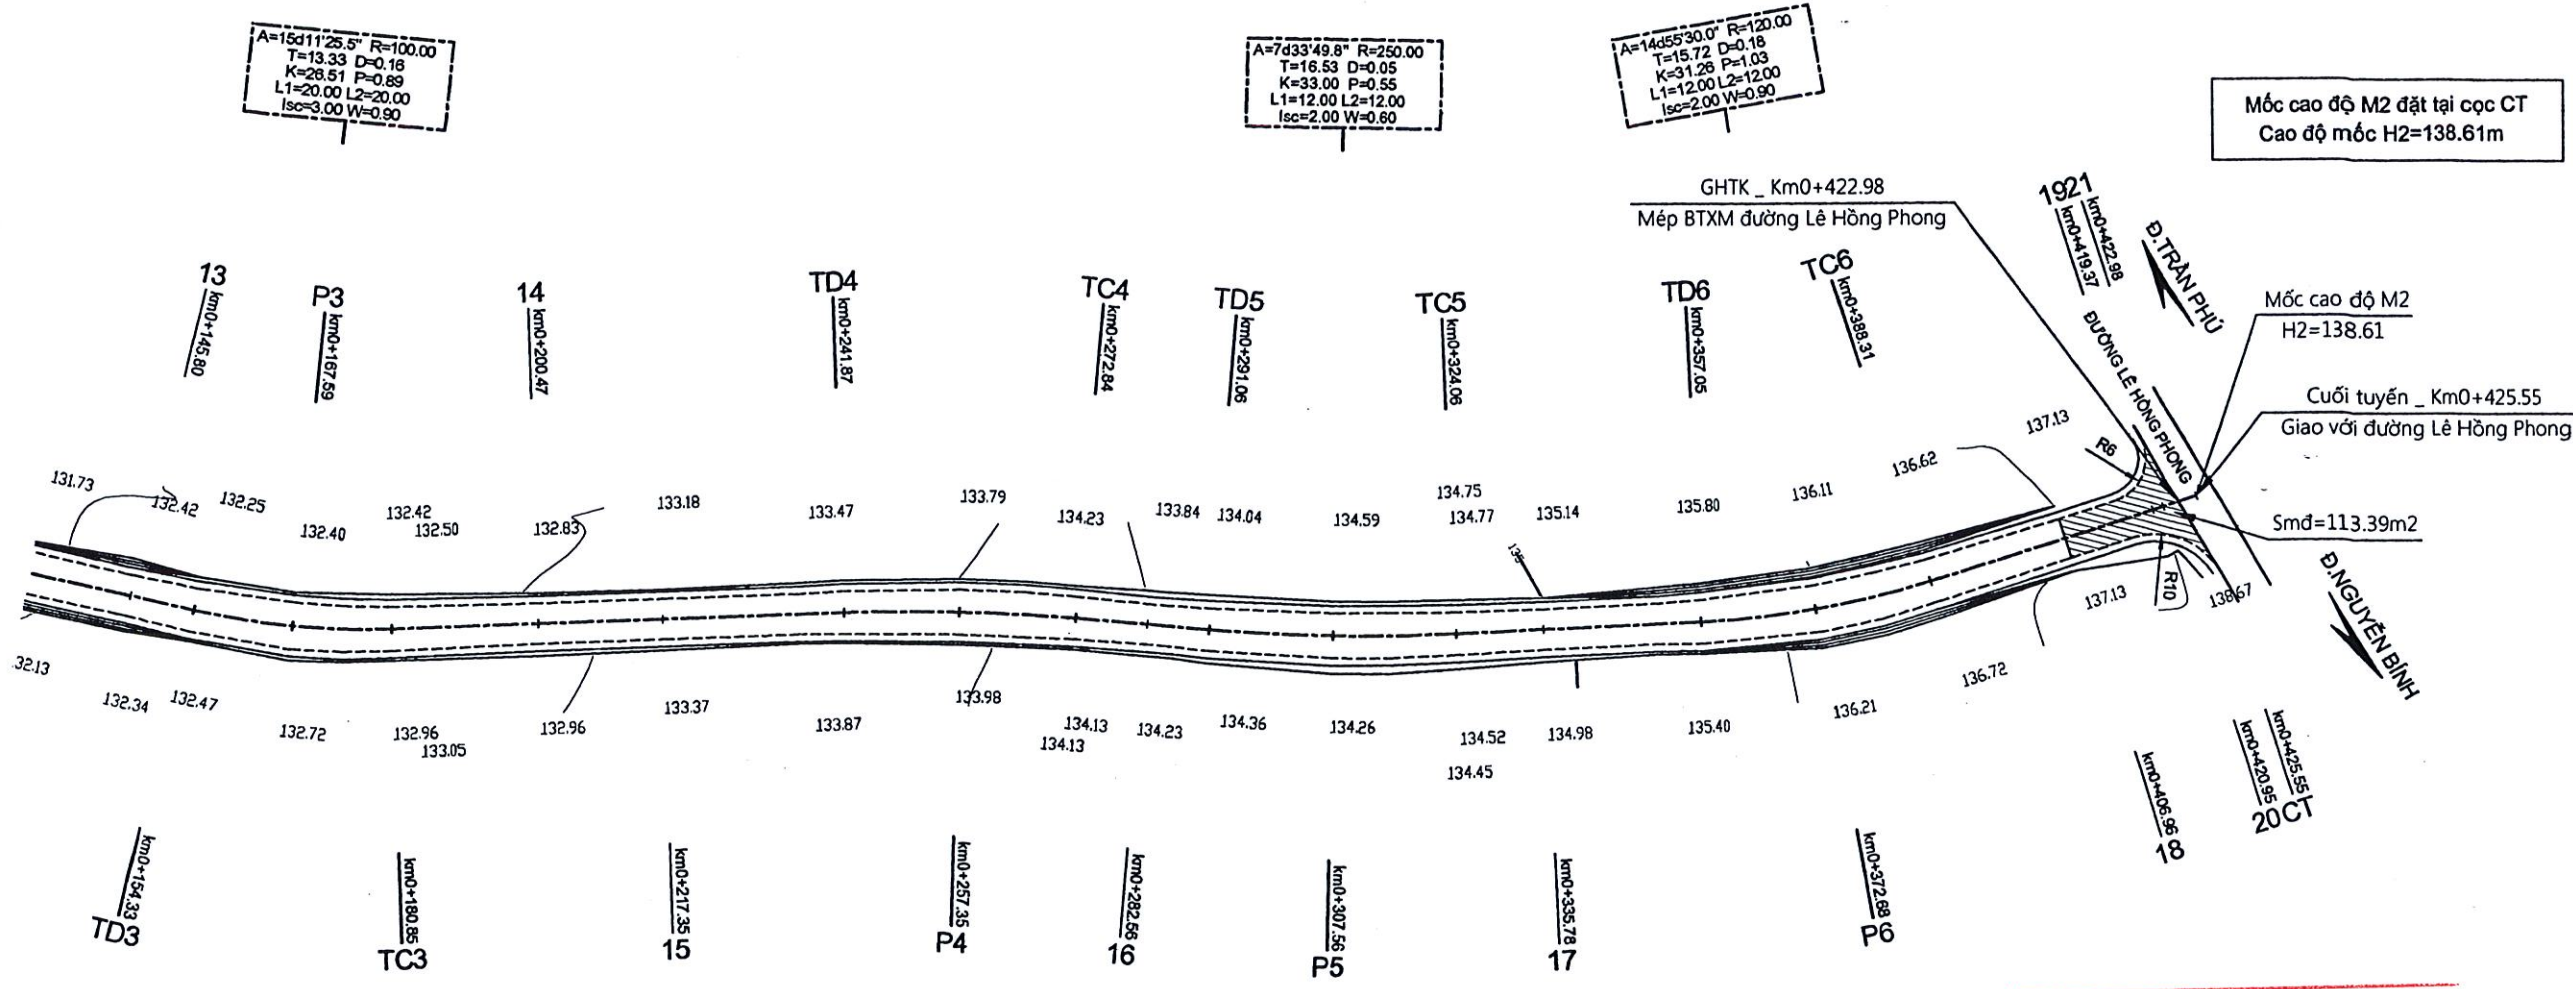 A=15d11'25.5" R=100.00
T=13.33 D=0.16
K=26.51 P=0.89
L1=20.00 L2=20.00
Isc=3.00 W=0.90
A=7d33'49.8" R=250.00
T=16.53 D=0.05
K=33.00 P=0.55
L1=12.00 L2=12.00
Isc=2.00 W=0.60
A=14d55'30.0" R=120.00
T=15.72 D=0.18
K=31.26 P=1.03
L1=12.00 L2=12.00
Isc=2.00 W=0.90
Mốc cao độ M2 đặt tại cọc CT
Cao độ mốc H2=138.61m
GHTK _ Km0+422.98
Mép BTXM đường Lê Hồng Phong
13
km0+145.80
P3
km0+167.59
14
km0+200.47
TD4
km0+241.87
TC4
km0+272.84
TD5
km0+291.06
TC5
km0+324.06
TD6
km0+357.05
TC6
km0+388.31
1921
km0+419.37
km0+422.98
Đ.TRẦN PHÚ
ĐƯỜNG LÊ HỒNG PHONG
Mốc cao độ M2
H2=138.61
Cuối tuyến _ Km0+425.55
Giao với đường Lê Hồng Phong
Smđ=113.39m2
Đ.NGUYỄN BÍNH
R6
R10
131.73
132.42
132.25
132.40
132.42
132.50
132.83
133.18
133.47
133.79
134.23
133.84
134.04
134.59
134.75
134.77
135.14
135.80
136.11
136.62
137.13
135
.32.13
132.34
132.47
132.72
132.96
133.05
132.96
133.37
133.87
133.98
134.13
134.13
134.23
134.36
134.26
134.52
134.45
134.98
135.40
136.21
136.72
137.13
138.67
km0+154.33
TD3
km0+180.85
TC3
km0+217.35
15
km0+257.35
P4
km0+282.56
16
km0+307.56
P5
km0+335.78
17
km0+372.68
P6
km0+406.96
18
km0+420.95
km0+425.55
20CT